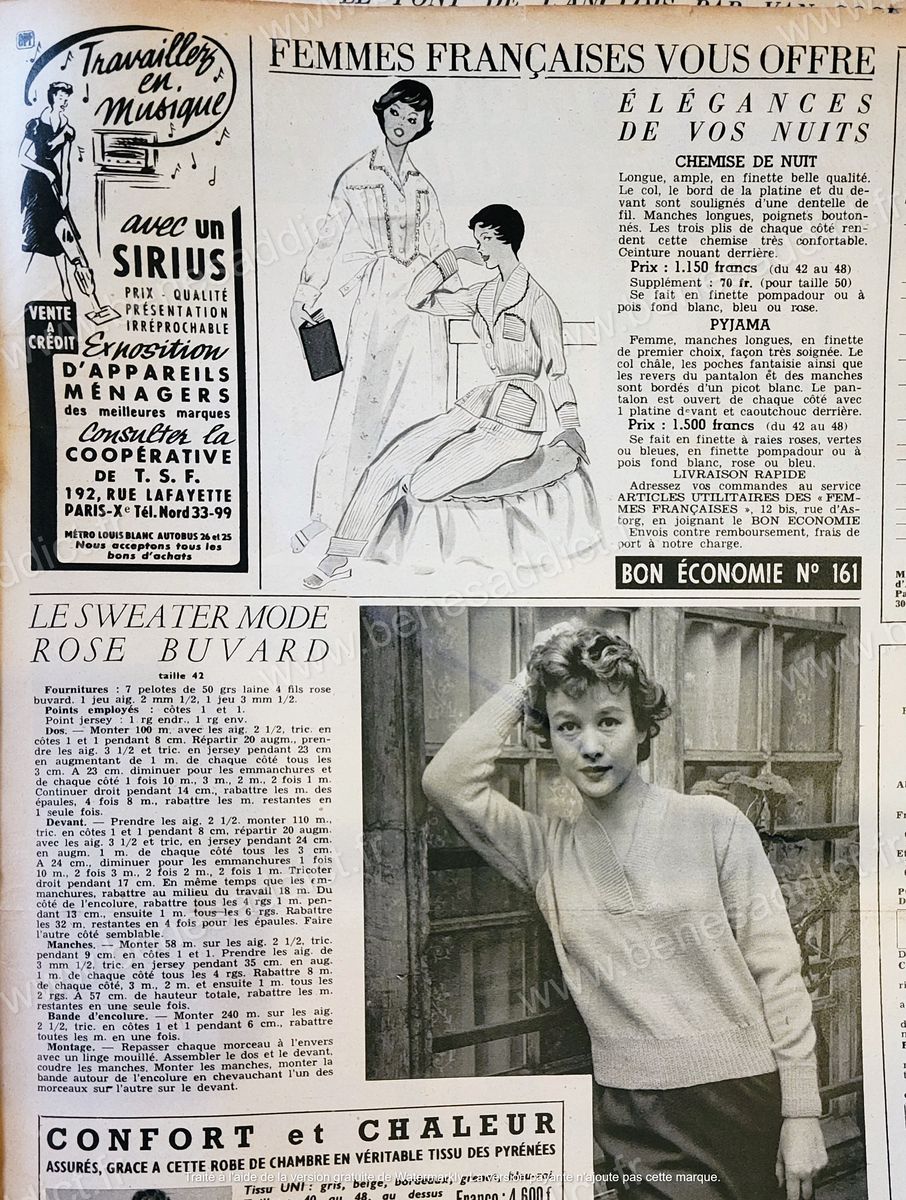 Travaillez
en
Musique
avec un
SIRIUS
PRIX - QUALITÉ
PRÉSENTATION
IRRÉPROCHABLE
VENTE
A
CRÉDIT
Exposition
D'APPAREILS
MÉNAGERS
des meilleures marques
Consulter la
COOPÉRATIVE
DE T. S. F.
192, RUE LAFAYETTE
PARIS-Xe Tél. Nord 33-99
MÉTRO LOUIS BLANC AUTOBUS 26 et 25
Nous acceptons tous les
bons d'achats
FEMMES FRANÇAISES VOUS OFFRE
ÉLÉGANCES
DE VOS NUITS
CHEMISE DE NUIT
Longue, ample, en finette belle qualité.
Le col, le bord de la platine et du de-
vant sont soulignés d'une dentelle de
fil. Manches longues, poignets bouton-
nés. Les trois plis de chaque côté ren-
dent cette chemise très confortable.
Ceinture nouant derrière.
Prix : 1.150 francs (du 42 au 48)
Supplément : 70 fr. (pour taille 50)
Se fait en finette pompadour ou à
pois fond blanc, bleu ou rose.
PYJAMA
Femme, manches longues, en finette
de premier choix, façon très soignée. Le
col châle, les poches fantaisie ainsi que
les revers du pantalon et des manches
sont bordés d'un picot blanc. Le pan-
talon est ouvert de chaque côté avec
1 platine devant et caoutchouc derrière.
Prix : 1.500 francs (du 42 au 48)
Se fait en finette à raies roses, vertes
ou bleues, en finette pompadour ou à
pois fond blanc, rose ou bleu.
LIVRAISON RAPIDE
Adressez vos commandes au service
ARTICLES UTILITAIRES DES « FEM-
MES FRANÇAISES », 12 bis, rue d'As-
torg, en joignant le BON ECONOMIE
Envois contre remboursement, frais de
port à notre charge.
BON ÉCONOMIE N° 161
LE SWEATER MODE
ROSE BUVARD
taille 42
Fournitures : 7 pelotes de 50 grs laine 4 fils rose
buvard. 1 jeu aig. 2 mm 1/2, 1 jeu 3 mm 1/2.
Points employés : côtes 1 et 1.
Point jersey : 1 rg endr., 1 rg env.
Dos. — Monter 100 m. avec les aig. 2 1/2, tric. en
côtes 1 et 1 pendant 8 cm. Répartir 20 augm., pren-
dre les aig. 3 1/2 et tric. en jersey pendant 23 cm
en augmentant de 1 m. de chaque côté tous les
3 cm. A 23 cm. diminuer pour les emmanchures et
de chaque côté 1 fois 10 m., 3 m., 2 m., 2 fois 1 m.
Continuer droit pendant 14 cm., rabattre les m. des
épaules, 4 fois 8 m., rabattre les m. restantes en
1 seule fois.
Devant. — Prendre les aig. 2 1/2. monter 110 m.,
tric. en côtes 1 et 1 pendant 8 cm, répartir 20 augm.
avec les aig. 3 1/2 et tric, en jersey pendant 24 cm.
en augm. 1 m. de chaque côté tous les 3 cm.
A 24 cm., diminuer pour les emmanchures 1 fois
10 m., 2 fois 3 m., 2 fois 2 m., 2 fois 1 m. Tricoter
droit pendant 17 cm. En même temps que les em-
manchures, rabattre au milieu du travail 18 m. Du
côté de l'encolure, rabattre tous les 4 rgs 1 m. pen-
dant 13 cm., ensuite 1 m. tous les 6 rgs. Rabattre
les 32 m. restantes en 4 fois pour les épaules. Faire
l'autre côté semblable.
Manches. — Monter 58 m. sur les aig. 2 1/2, tric.
pendant 9 cm. en côtes 1 et 1. Prendre les aig. de
3 mm 1/2, tric. en jersey pendant 35 cm. en aug.
1 m. de chaque côté tous les 4 rgs. Rabattre 8 m.
de chaque côté, 3 m., 2 m. et ensuite 1 m. tous les
2 rgs. A 57 cm. de hauteur totale, rabattre les m.
restantes en une seule fois.
Bande d'encolure. — Monter 240 m. sur les aig.
2 1/2, tric. en côtes 1 et 1 pendant 6 cm., rabattre
toutes les m. en une fois.
Montage. — Repasser chaque morceau à l'envers
avec un linge mouillé. Assembler le dos et le devant,
coudre les manches. Monter les manches, monter la
bande autour de l'encolure en chevauchant l'un des
morceaux sur l'autre sur le devant.
CONFORT et CHALEUR
ASSURÉS, GRACE A CETTE ROBE DE CHAMBRE EN VÉRITABLE TISSU DES PYRÉNÉES
Tissu UNI : gris, beige,
au 48, au dessus Franco : 4.600 f
Traité à l'aide de la version gratuite de Watermarkly. La version payante n'ajoute pas cette marque.